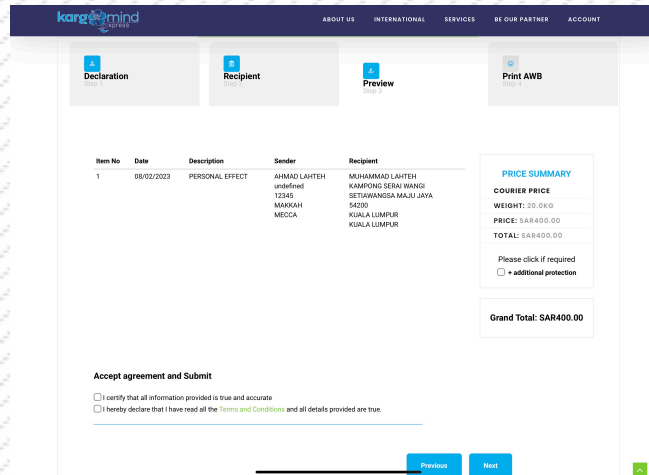 kargomind
express
ABOUT US INTERNATIONAL SERVICES BE OUR PARTNER ACCOUNT
Declaration
Step 1
Recipient
Step 2
Preview
Step 3
Print AWB
Step 4
Item No Date Description Sender Recipient
1 08/02/2023 PERSONAL EFFECT AHMAD LAHTEH MUHAMMAD LAHTEH
undefined KAMPONG SERAI WANGI
12345 SETIAWANGSA MAJU JAYA
MAKKAH 54200
MECCA KUALA LUMPUR
KUALA LUMPUR
PRICE SUMMARY
COURIER PRICE
WEIGHT: 20.0KG
PRICE: SAR400.00
TOTAL: SAR400.00
Please click if required
+ additional protection
Grand Total: SAR400.00
Accept agreement and Submit
I certify that all information provided is true and accurate
I hereby declare that I have read all the Terms and Conditions and all details provided are true.
Previous Next